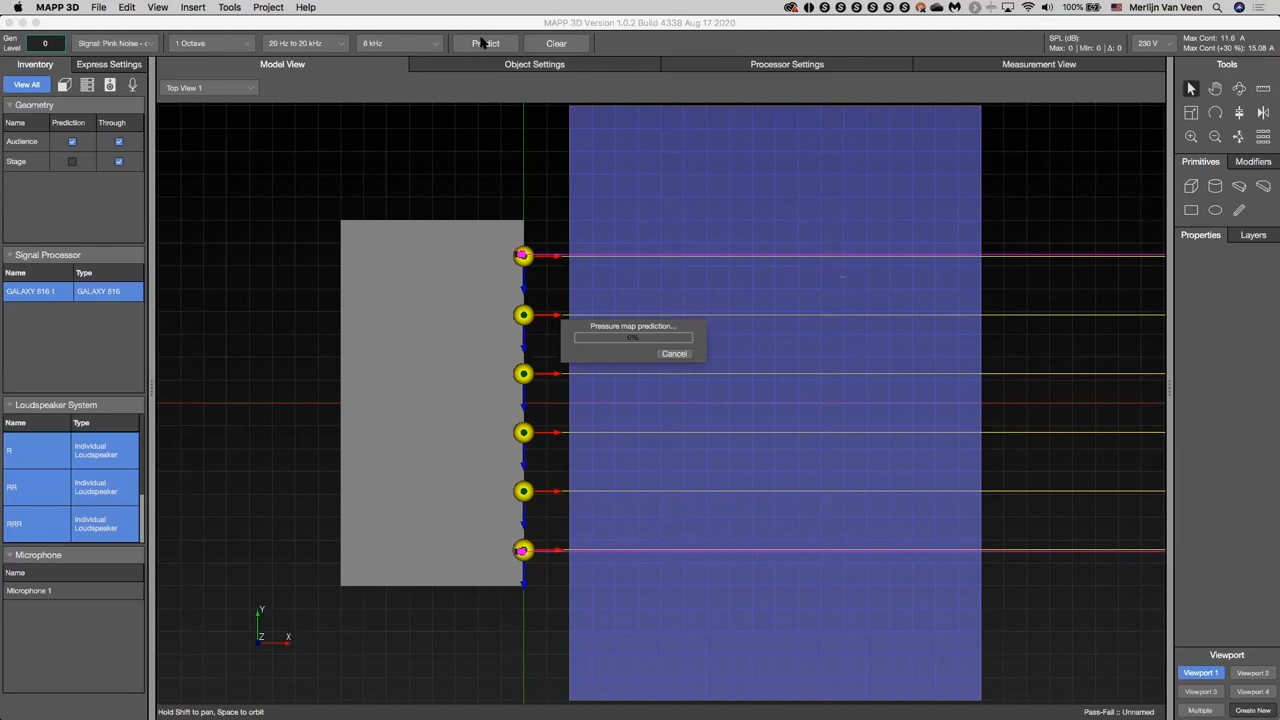 MAPP 3D File Edit View Insert Tools Project Help 100% Merlijn Van Veen
MAPP 3D Version 1.0.2 Build 4338 Aug 17 2020
Gen Level 0 Signal: Pink Noise - c 1 Octave 20 Hz to 20 kHz 8 kHz Predict Clear
SPL (dB): Max: 0 | Min: 0 | Δ: 0
230 V
Max Current: 11.6 A
Max Current (+30 %): 15.08 A
Inventory Express Settings Model View Object Settings Processor Settings Measurement View Tools
View All
Top View 1
Geometry
Name Prediction Through
Audience
Stage
Signal Processor
Name Type
GALAXY 816 1 GALAXY 816
Loudspeaker System
Name Type
R Individual Loudspeaker
RR Individual Loudspeaker
RRR Individual Loudspeaker
Microphone
Name
Microphone 1
Pressure map prediction...
0%
Cancel
Y
Z X
Hold Shift to pan, Space to orbit
Pass-Fail :: Unnamed
Primitives Modifiers
Properties Layers
Viewport
Viewport 1 Viewport 2
Viewport 3 Viewport 4
Multiple Create New